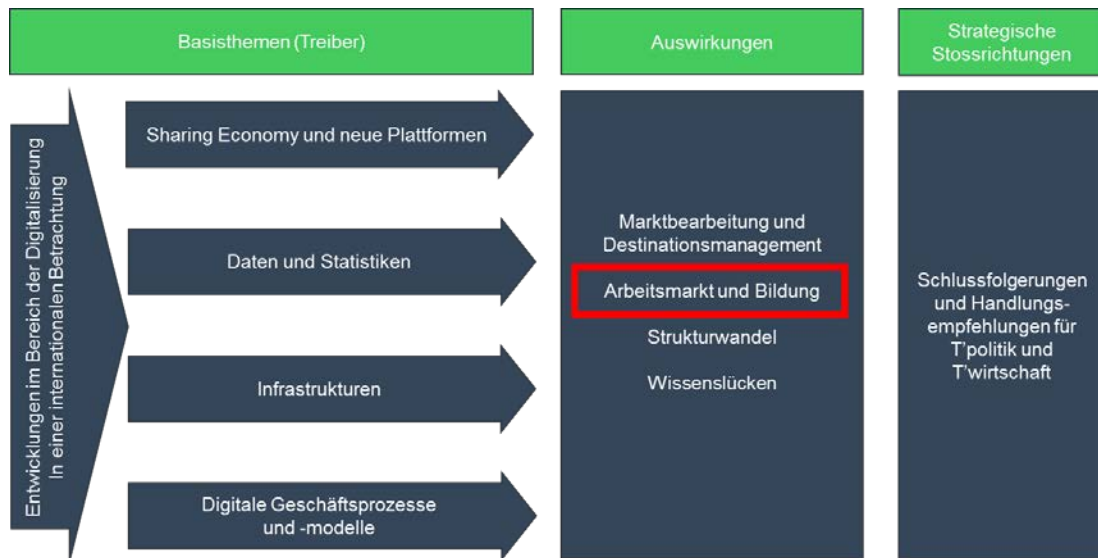 Basisthemen (Treiber)
Auswirkungen
Strategische
Stossrichtungen
Entwicklungen im Bereich der Digitalisierung
In einer internationalen Betrachtung
Sharing Economy und neue Plattformen
Daten und Statistiken
Infrastrukturen
Digitale Geschäftsprozesse
und -modelle
Marktbearbeitung und
Destinationsmanagement
Arbeitsmarkt und Bildung
Strukturwandel
Wissenslücken
Schlussfolgerungen
und Handlungs-
empfehlungen für
T'politik und
T'wirtschaft